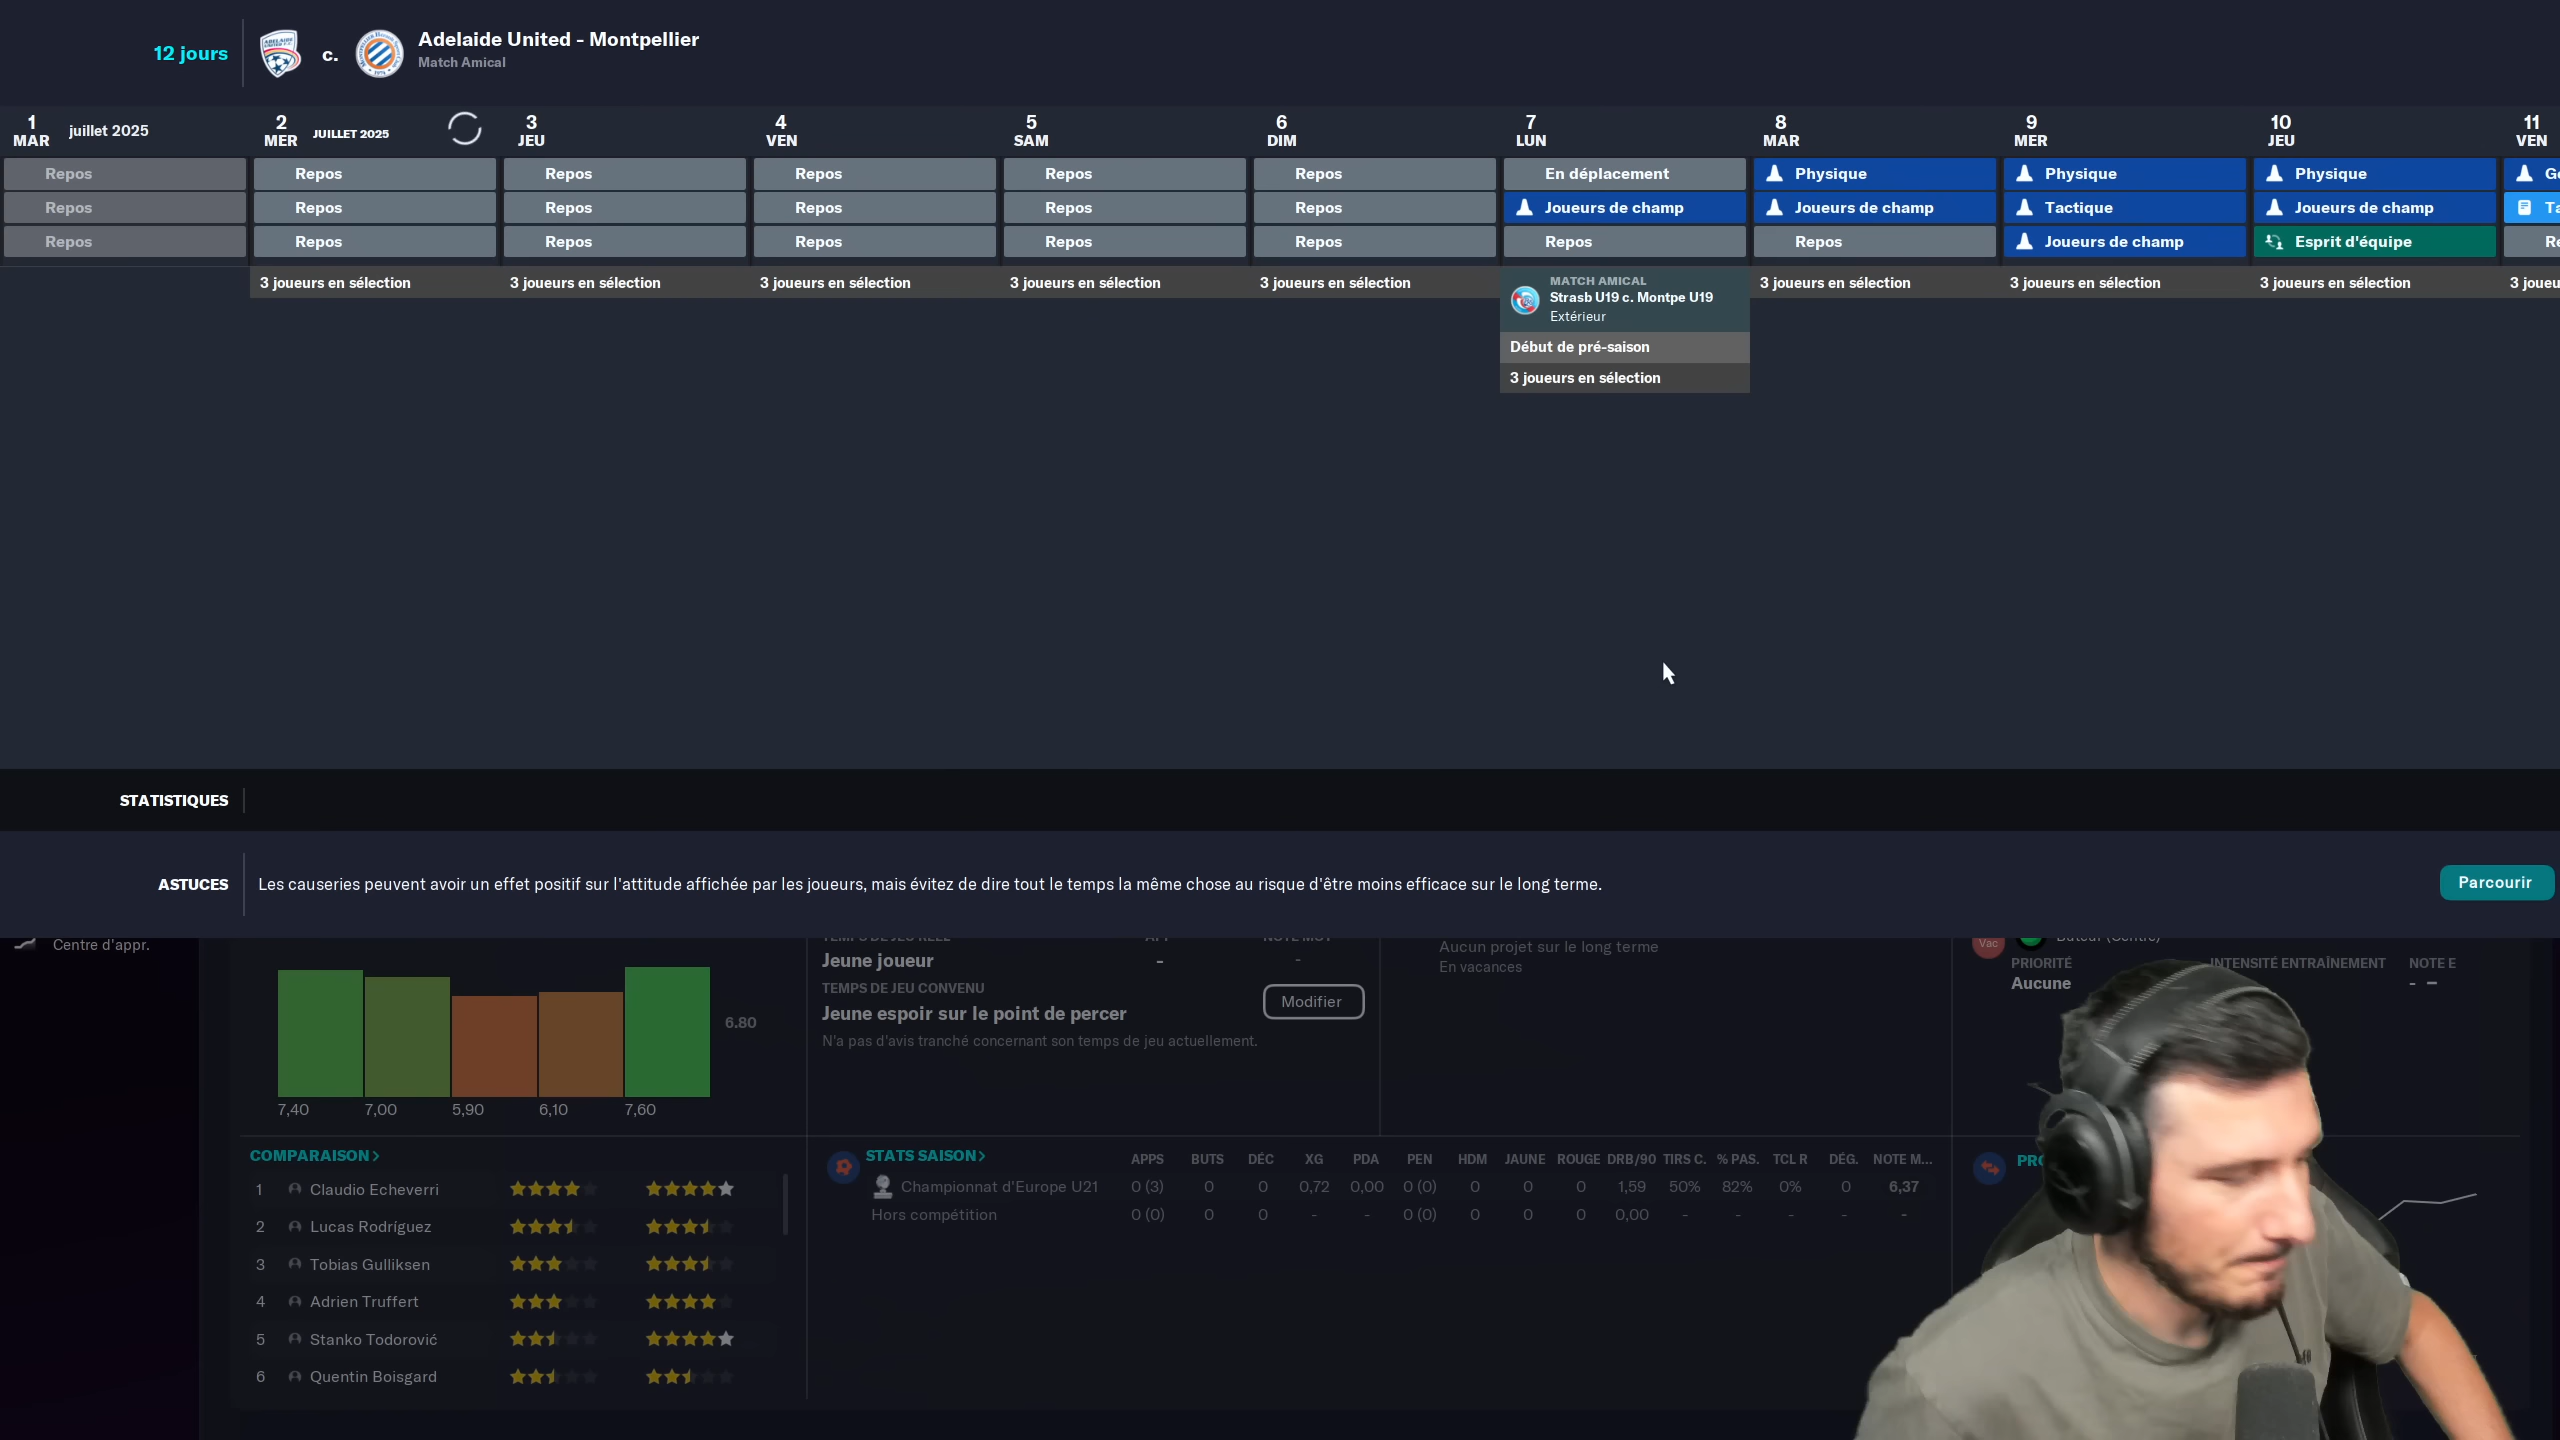 12 jours
c.
Adelaide United - Montpellier
Match Amical
1 MAR juillet 2025
2 MER JUILLET 2025
3 JEU
4 VEN
5 SAM
6 DIM
7 LUN
8 MAR
9 MER
10 JEU
11 VEN
Repos Repos Repos Repos Repos Repos En déplacement Physique Physique Physique
Repos Repos Repos Repos Repos Repos Joueurs de champ Joueurs de champ Tactique Joueurs de champ
Repos Repos Repos Repos Repos Repos Repos Repos Joueurs de champ Esprit d'équipe
3 joueurs en sélection 3 joueurs en sélection 3 joueurs en sélection 3 joueurs en sélection 3 joueurs en sélection
MATCH AMICAL
Strasb U19 c. Montpe U19
Extérieur
Début de pré-saison
3 joueurs en sélection
3 joueurs en sélection 3 joueurs en sélection 3 joueurs en sélection
STATISTIQUES
ASTUCES
Les causeries peuvent avoir un effet positif sur l'attitude affichée par les joueurs, mais évitez de dire tout le temps la même chose au risque d'être moins efficace sur le long terme.
Parcourir
Centre d'appr.
6.80
7,40 7,00 5,90 6,10 7,60
Jeune joueur - -
TEMPS DE JEU CONVENU
Jeune espoir sur le point de percer
Modifier
N'a pas d'avis tranché concernant son temps de jeu actuellement.
Aucun projet sur le long terme
En vacances
Vac
PRIORITÉ INTENSITÉ ENTRAÎNEMENT NOTE E
Aucune - -
COMPARAISON >
1 Claudio Echeverri
2 Lucas Rodríguez
3 Tobias Gulliksen
4 Adrien Truffert
5 Stanko Todorović
6 Quentin Boisgard
STATS SAISON > APPS BUTS DÉC XG PDA PEN HDM JAUNE ROUGE DRB/90 TIRS C. % PAS. TCL R DÉG. NOTE M...
Championnat d'Europe U21 0 (3) 0 0 0,72 0,00 0 (0) 0 0 0 1,59 50% 82% 0% 0 6,37
Hors compétition 0 (0) 0 0 - - 0 (0) 0 0 0 0,00 - - - - -